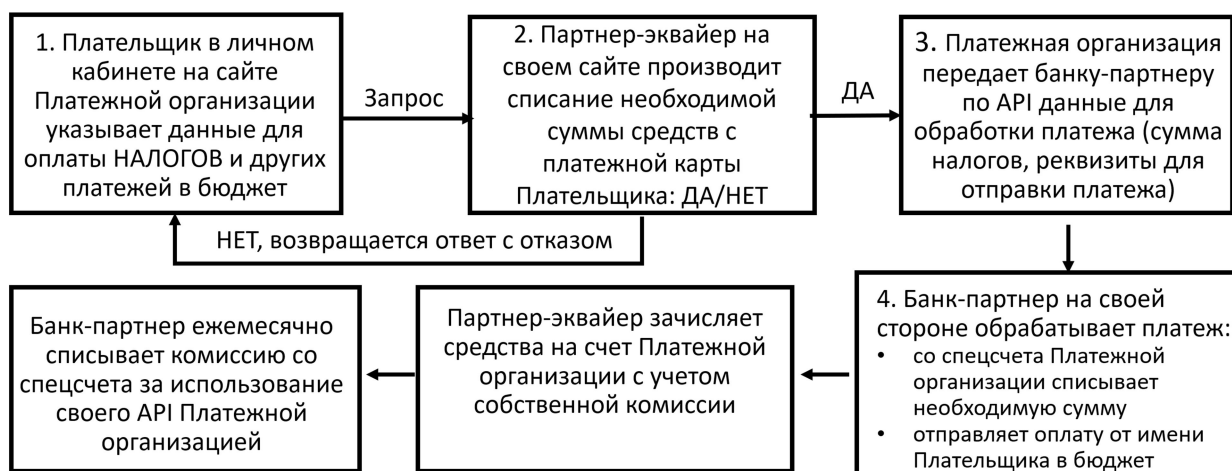 1. Плательщик в личном
кабинете на сайте
Платежной организации
указывает данные для
оплаты НАЛОГОВ и других
платежей в бюджет
Запрос
2. Партнер-эквайер на
своем сайте производит
списание необходимой
суммы средств с
платежной карты
Плательщика: ДА/НЕТ
ДА
3. Платежная организация
передает банку-партнеру
по API данные для
обработки платежа (сумма
налогов, реквизиты для
отправки платежа)
НЕТ, возвращается ответ с отказом
4. Банк-партнер на своей
стороне обрабатывает платеж:
• со спецсчета Платежной
организации списывает
необходимую сумму
• отправляет оплату от имени
Плательщика в бюджет
Партнер-эквайер зачисляет
средства на счет Платежной
организации с учетом
собственной комиссии
Банк-партнер ежемесячно
списывает комиссию со
спецсчета за использование
своего API Платежной
организацией